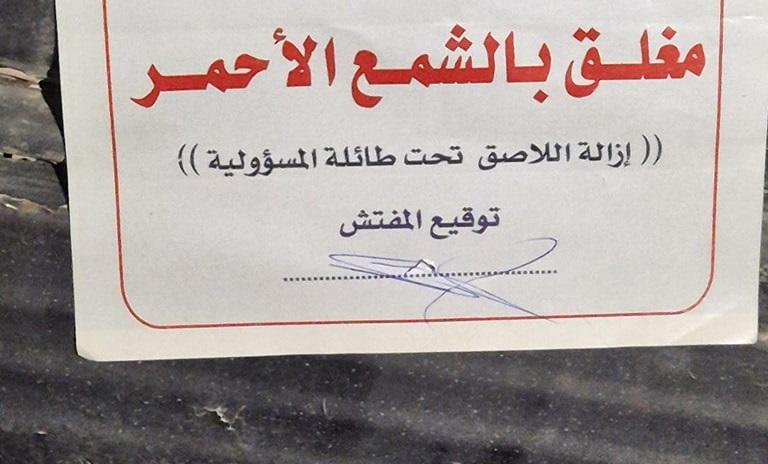 مغلق بالشمع الأحمر
(( إزالة اللاصق تحت طائلة المسؤولية ))
توقيع المفتش